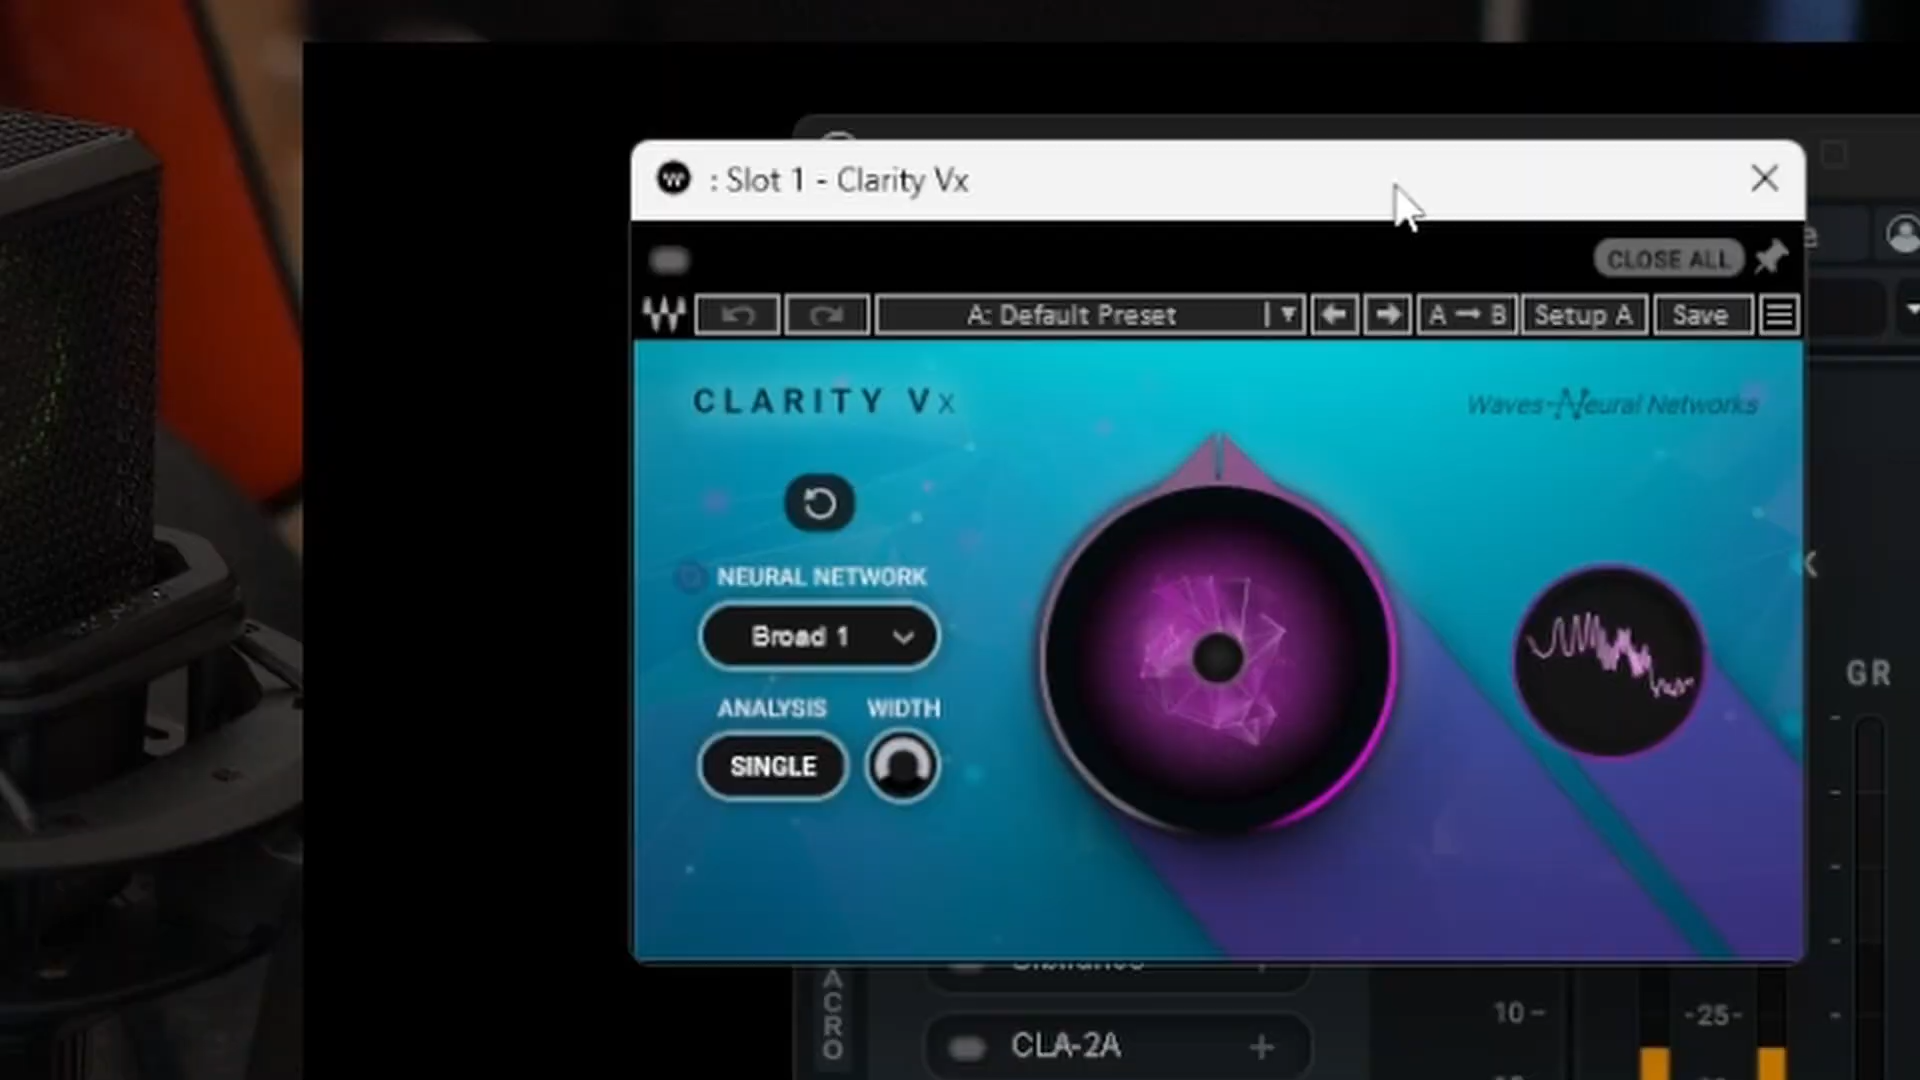 : Slot 1 - Clarity Vx
CLOSE ALL
A: Default Preset
A → B
Setup A
Save
CLARITY Vx
Waves Neural Networks
NEURAL NETWORK
Broad 1
ANALYSIS
WIDTH
SINGLE
GR
ACRO
10 -
-25-
CLA-2A
+